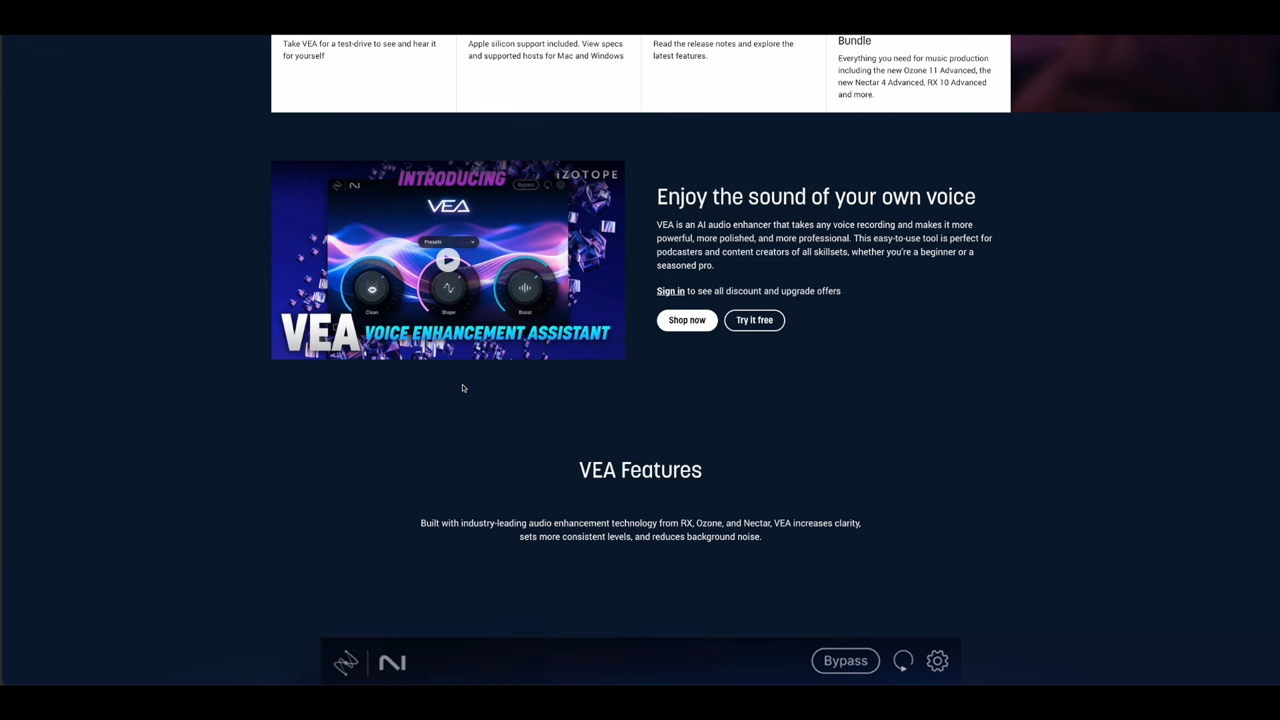 Take VEA for a test-drive to see and hear it
for yourself
Apple silicon support included. View specs
and supported hosts for Mac and Windows
Read the release notes and explore the
latest features.
Bundle
Everything you need for music production
including the new Ozone 11 Advanced, the
new Nectar 4 Advanced, RX 10 Advanced
and more.
INTRODUCING
iZOTOPE
Bypass
VEA
Presets
Clean
Shape
Boost
VEA VOICE ENHANCEMENT ASSISTANT
Enjoy the sound of your own voice
VEA is an AI audio enhancer that takes any voice recording and makes it more
powerful, more polished, and more professional. This easy-to-use tool is perfect for
podcasters and content creators of all skillsets, whether you're a beginner or a
seasoned pro.
Sign in to see all discount and upgrade offers
Shop now
Try it free
VEA Features
Built with industry-leading audio enhancement technology from RX, Ozone, and Nectar, VEA increases clarity,
sets more consistent levels, and reduces background noise.
Bypass